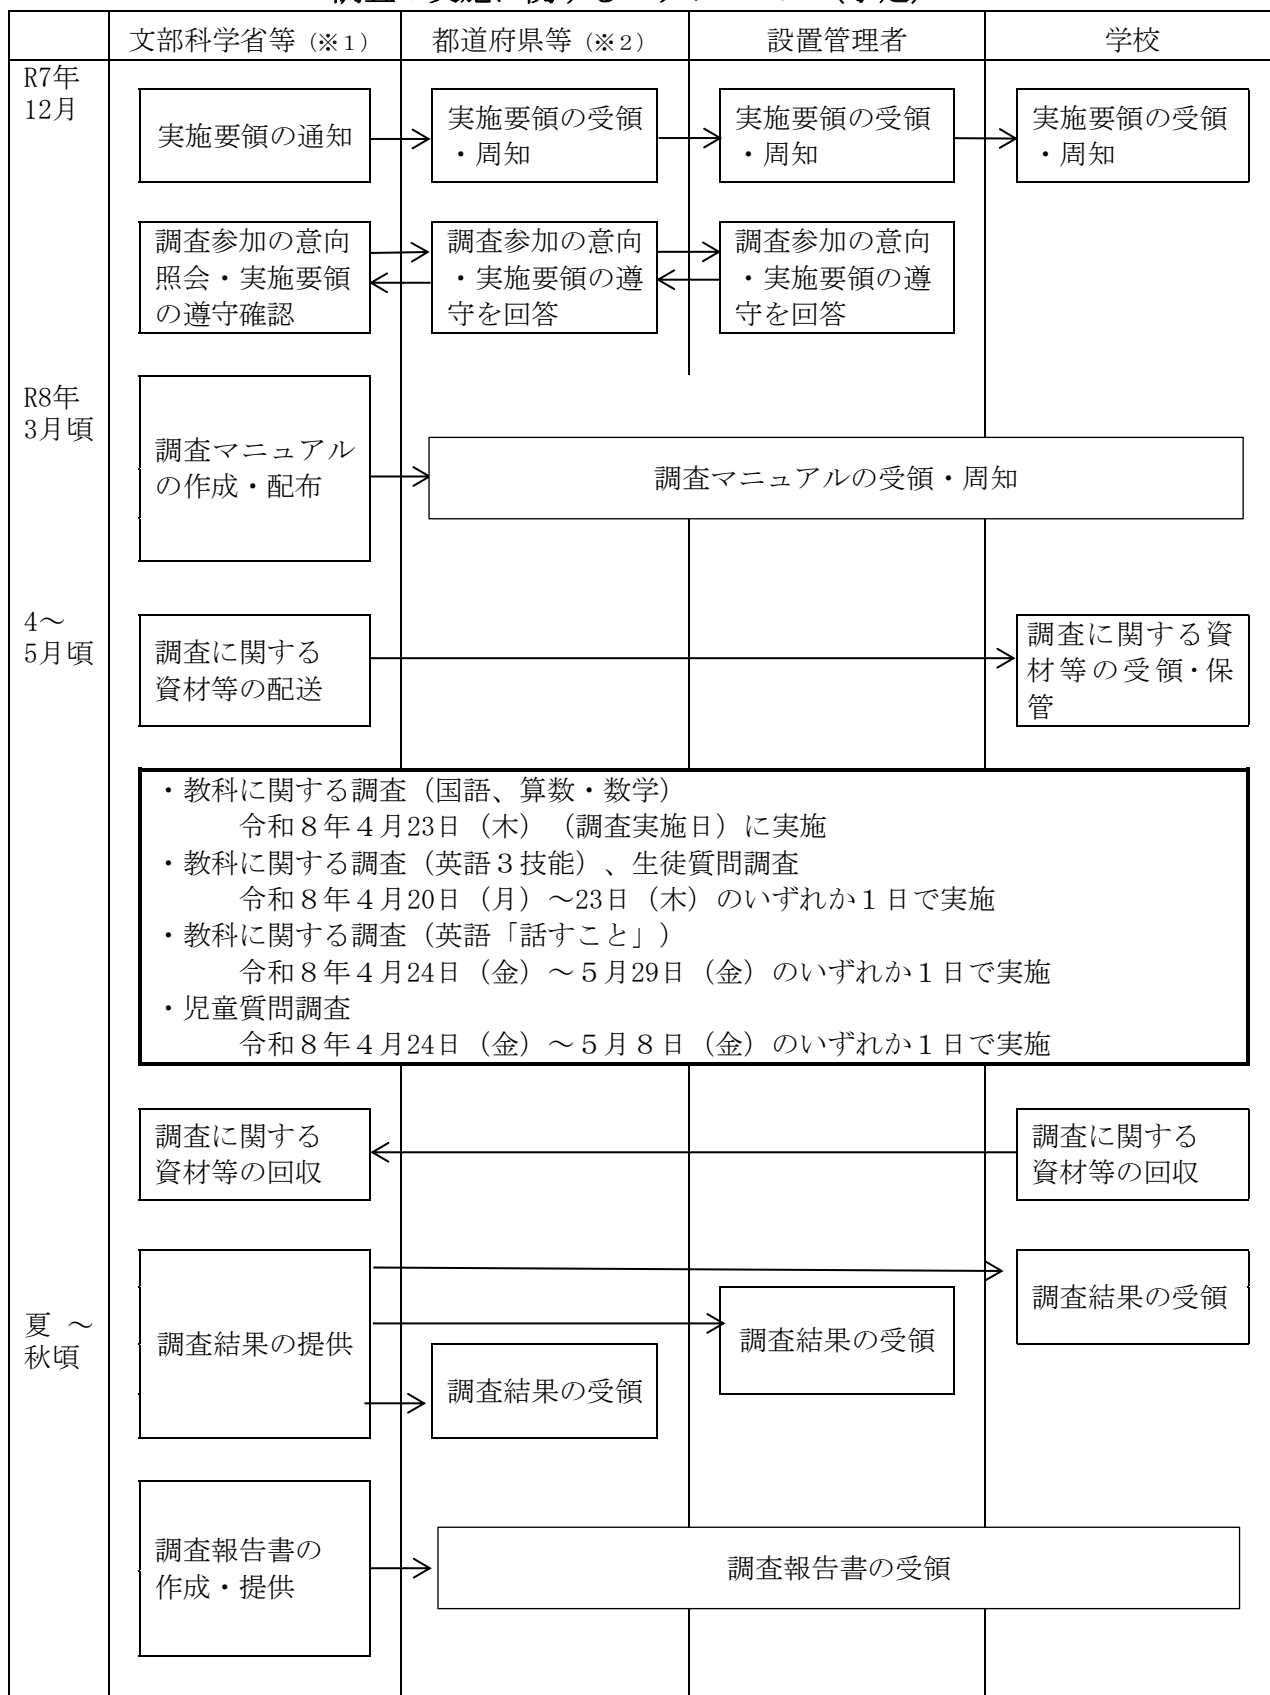 文部科学省等(※1)
都道府県等(※2)
設置管理者
学校
R7年
12月
実施要領の通知
実施要領の受領
・周知
実施要領の受領
・周知
実施要領の受領
・周知
調査参加の意向
照会・実施要領
の遵守確認
調査参加の意向
・実施要領の遵
守を回答
調査参加の意向
・実施要領の遵
守を回答
R8年
3月頃
調査マニュアル
の作成・配布
調査マニュアルの受領・周知
4～
5月頃
調査に関する
資材等の配送
調査に関する資
材等の受領・保
管
・教科に関する調査（国語、算数・数学）
令和８年４月23日（木）（調査実施日）に実施
・教科に関する調査（英語３技能）、生徒質問調査
令和８年４月20日（月）～23日（木）のいずれか１日で実施
・教科に関する調査（英語「話すこと」）
令和８年４月24日（金）～５月29日（金）のいずれか１日で実施
・児童質問調査
令和８年４月24日（金）～５月８日（金）のいずれか１日で実施
調査に関する
資材等の回収
調査に関する
資材等の回収
夏 ～
秋頃
調査結果の提供
調査結果の受領
調査結果の受領
調査結果の受領
調査報告書の
作成・提供
調査報告書の受領